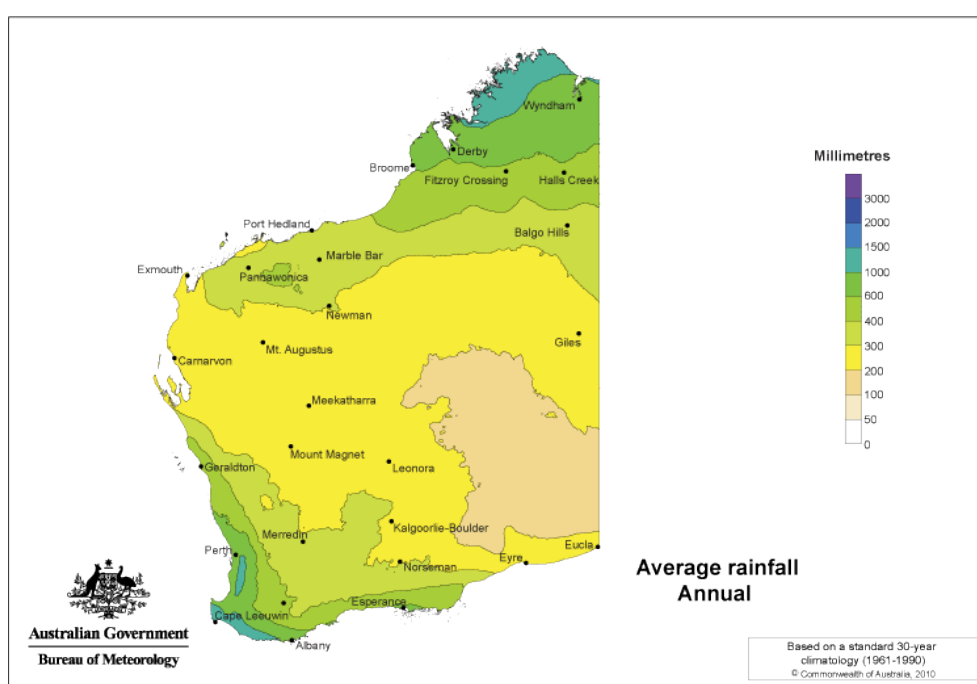 Wyndham
Derby
Broome
Fitzroy Crossing
Halls Creek
Port Hedland
Balgo Hills
Marble Bar
Exmouth
Pannawonica
Newman
Mt. Augustus
Giles
Carnarvon
Meekatharra
Mount Magnet
Leonora
Geraldton
Kalgoorlie-Boulder
Merredin
Perth
Eucla
Eyre
Norseman
Esperance
Cape Leeuwin
Albany
Millimetres
3000
2000
1500
1000
600
400
300
200
100
50
0
Average rainfall
Annual
Australian Government
Bureau of Meteorology
Based on a standard 30-year
climatology (1961-1990)
© Commonwealth of Australia, 2010